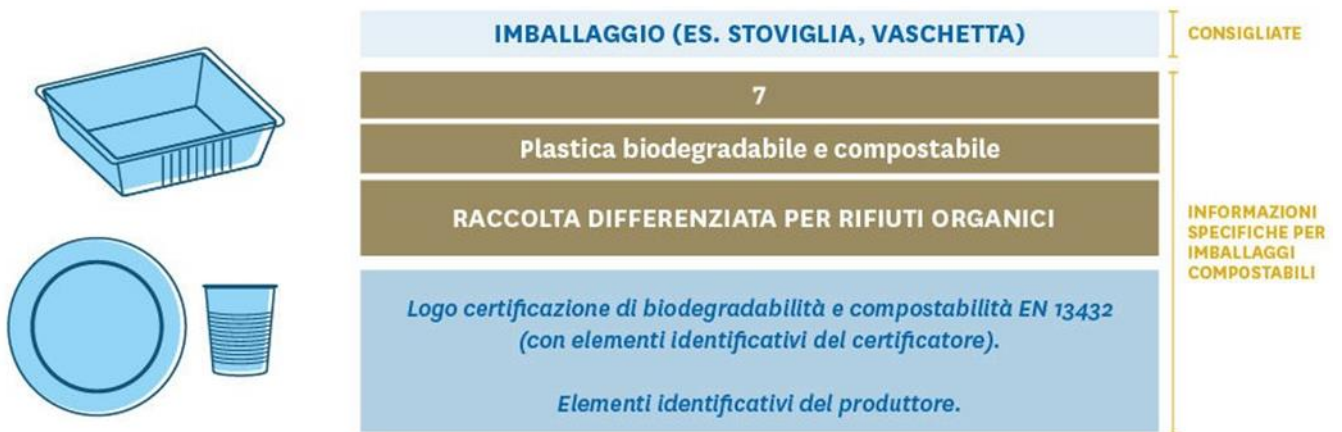 IMBALLAGGIO (ES. STOVIGLIA, VASCHETTA)
CONSIGLIATE
7
Plastica biodegradabile e compostabile
RACCOLTA DIFFERENZIATA PER RIFIUTI ORGANICI
INFORMAZIONI
SPECIFICHE PER
IMBALLAGGI
COMPOSTABILI
Logo certificazione di biodegradabilità e compostabilità EN 13432
(con elementi identificativi del certificatore).
Elementi identificativi del produttore.